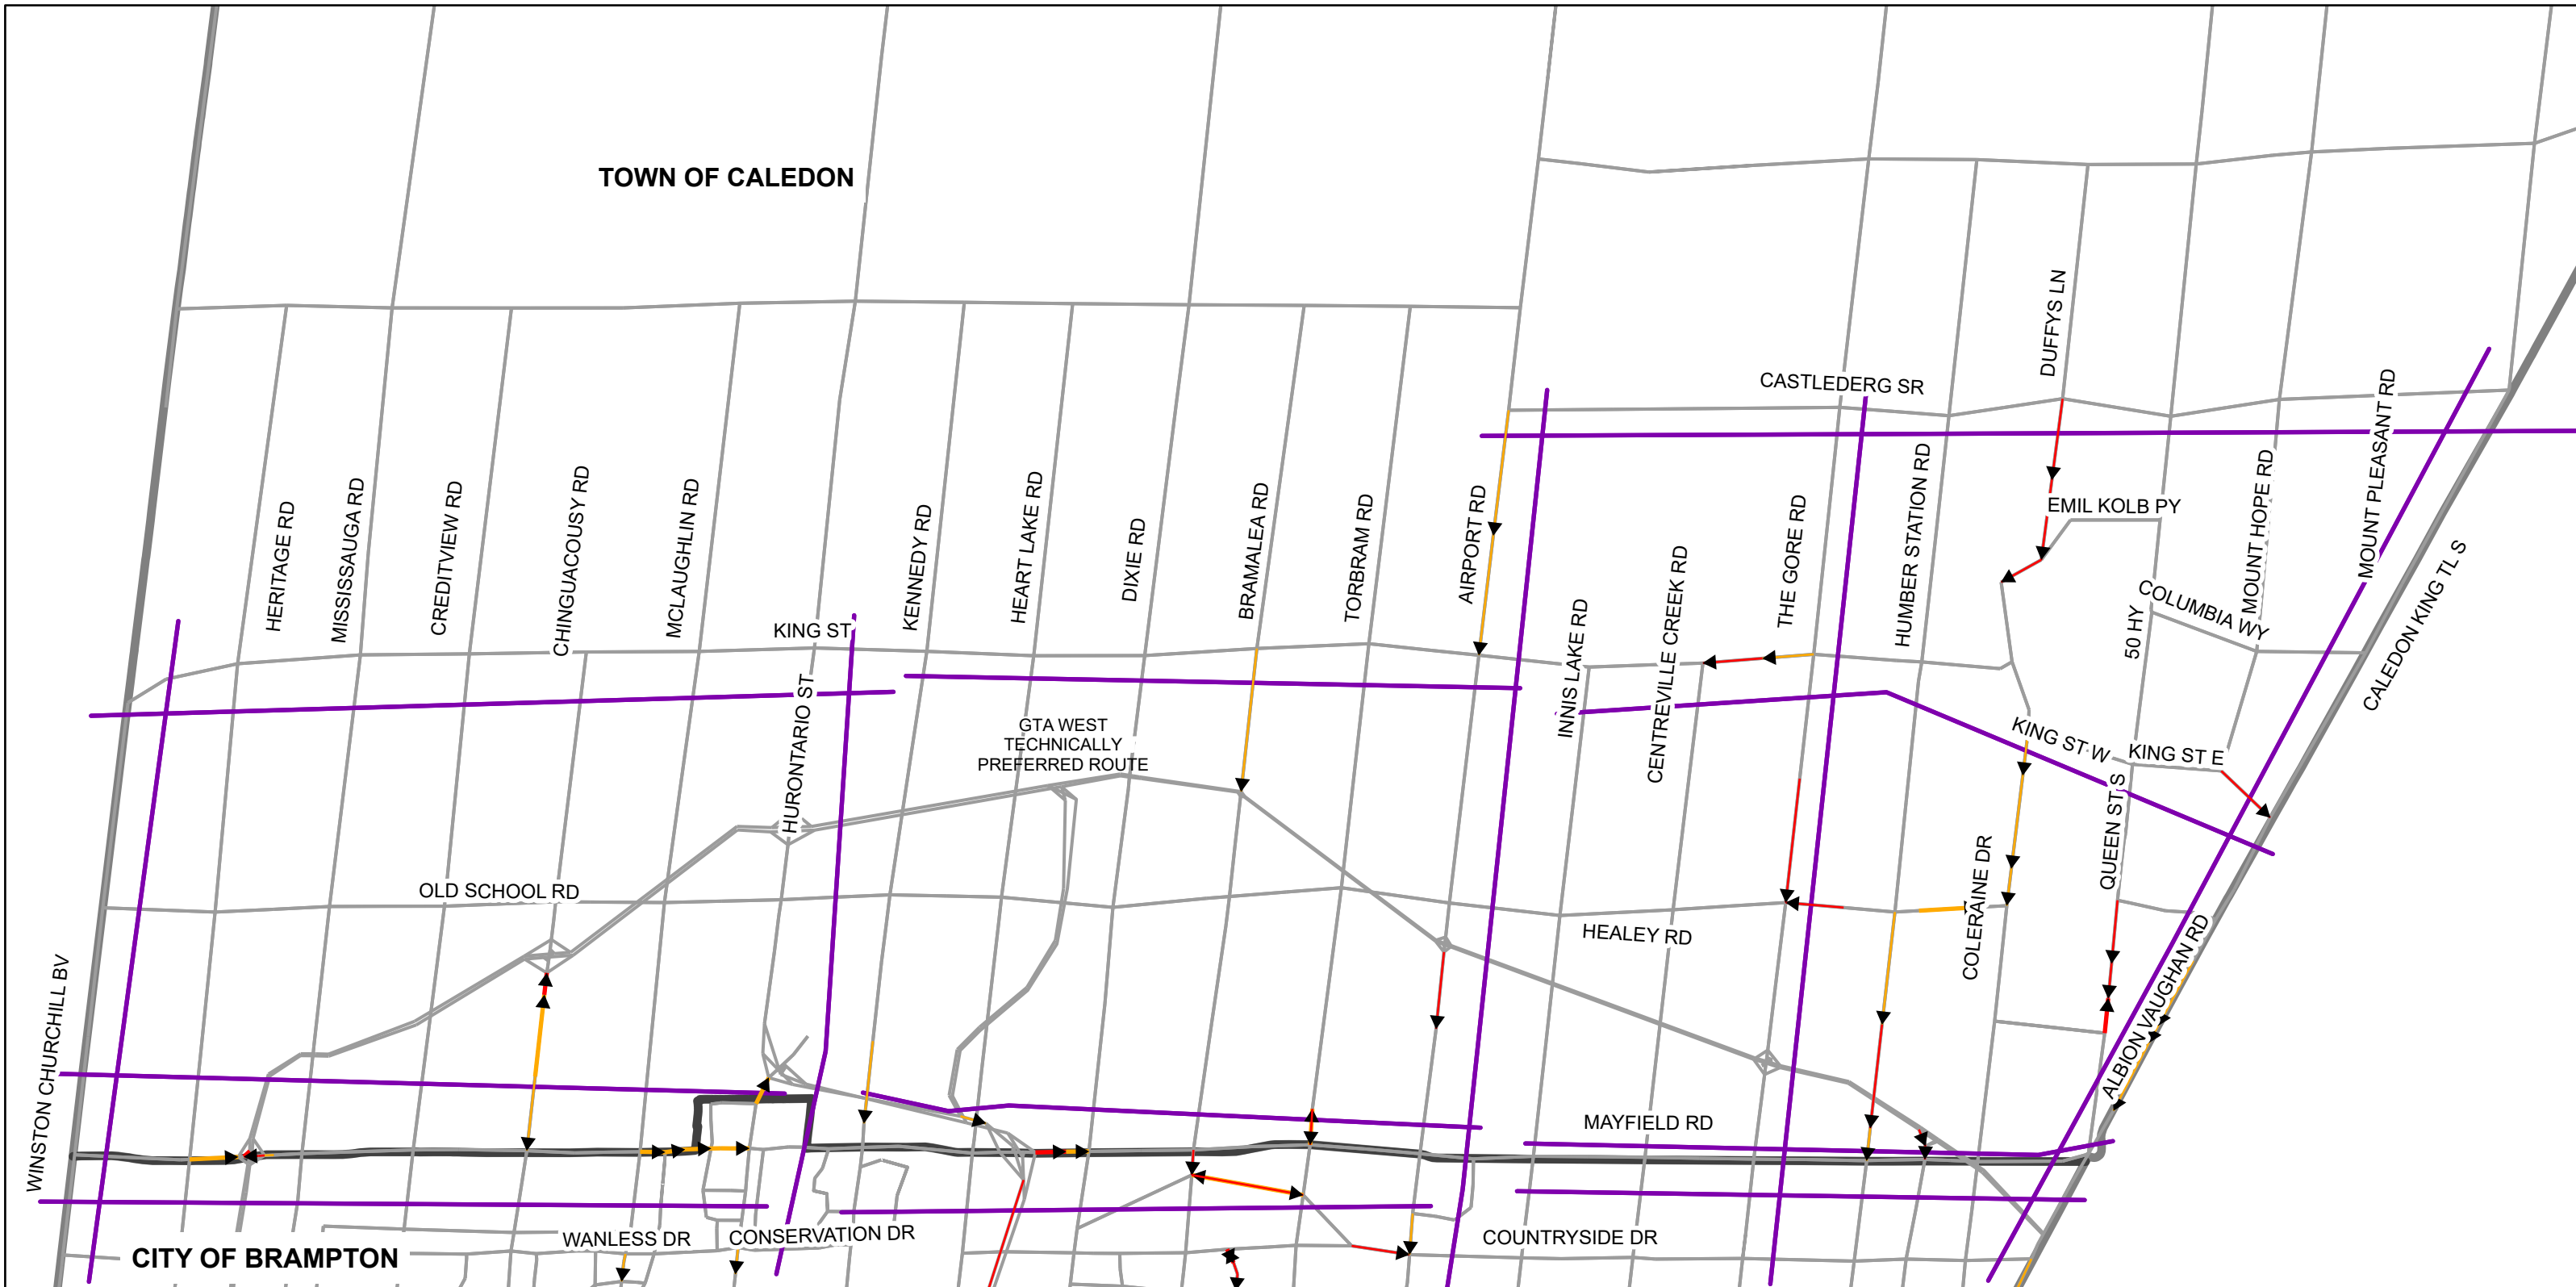 TOWN OF CALEDON
DUFFYS LN
CASTLEDERG SR
MOUNT PLEASANT RD
HERITAGE RD
MISSISSAUGA RD
CREDITVIEW RD
CHINGUACOUSY RD
MCLAUGHLIN RD
KENNEDY RD
HEART LAKE RD
DIXIE RD
BRAMALEA RD
TORBRAM RD
AIRPORT RD
THE GORE RD
HUMBER STATION RD
EMIL KOLB PY
MOUNT HOPE RD
COLUMBIA WY
50 HY
CALEDON KING TL S
KING ST
INNIS LAKE RD
CENTREVILLE CREEK RD
HURONTARIO ST
GTA WEST
TECHNICALLY
PREFERRED ROUTE
KING ST W
KING ST E
QUEEN ST S
OLD SCHOOL RD
HEALEY RD
COLERAINE DR
ALBION VAUGHAN RD
WINSTON CHURCHILL BV
MAYFIELD RD
WANLESS DR
CONSERVATION DR
COUNTRYSIDE DR
CITY OF BRAMPTON